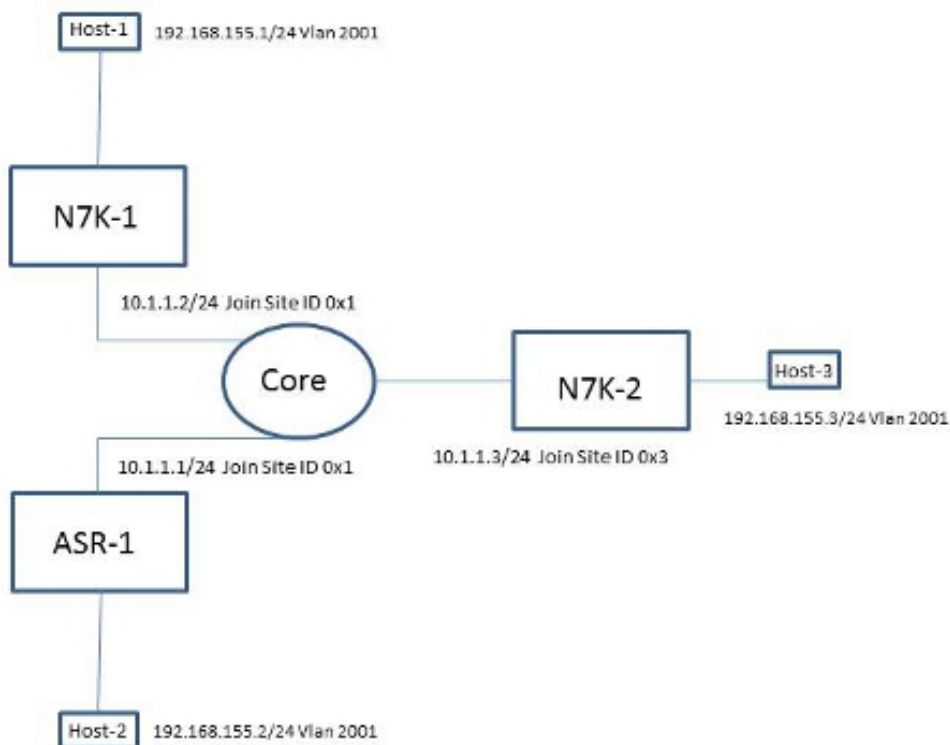 Host-1 192.168.155.1/24 Vlan 2001
N7K-1
10.1.1.2/24 Join Site ID 0x1
Core
N7K-2
Host-3
192.168.155.3/24 Vlan 2001
10.1.1.3/24 Join Site ID 0x3
10.1.1.1/24 Join Site ID 0x1
ASR-1
Host-2 192.168.155.2/24 Vlan 2001